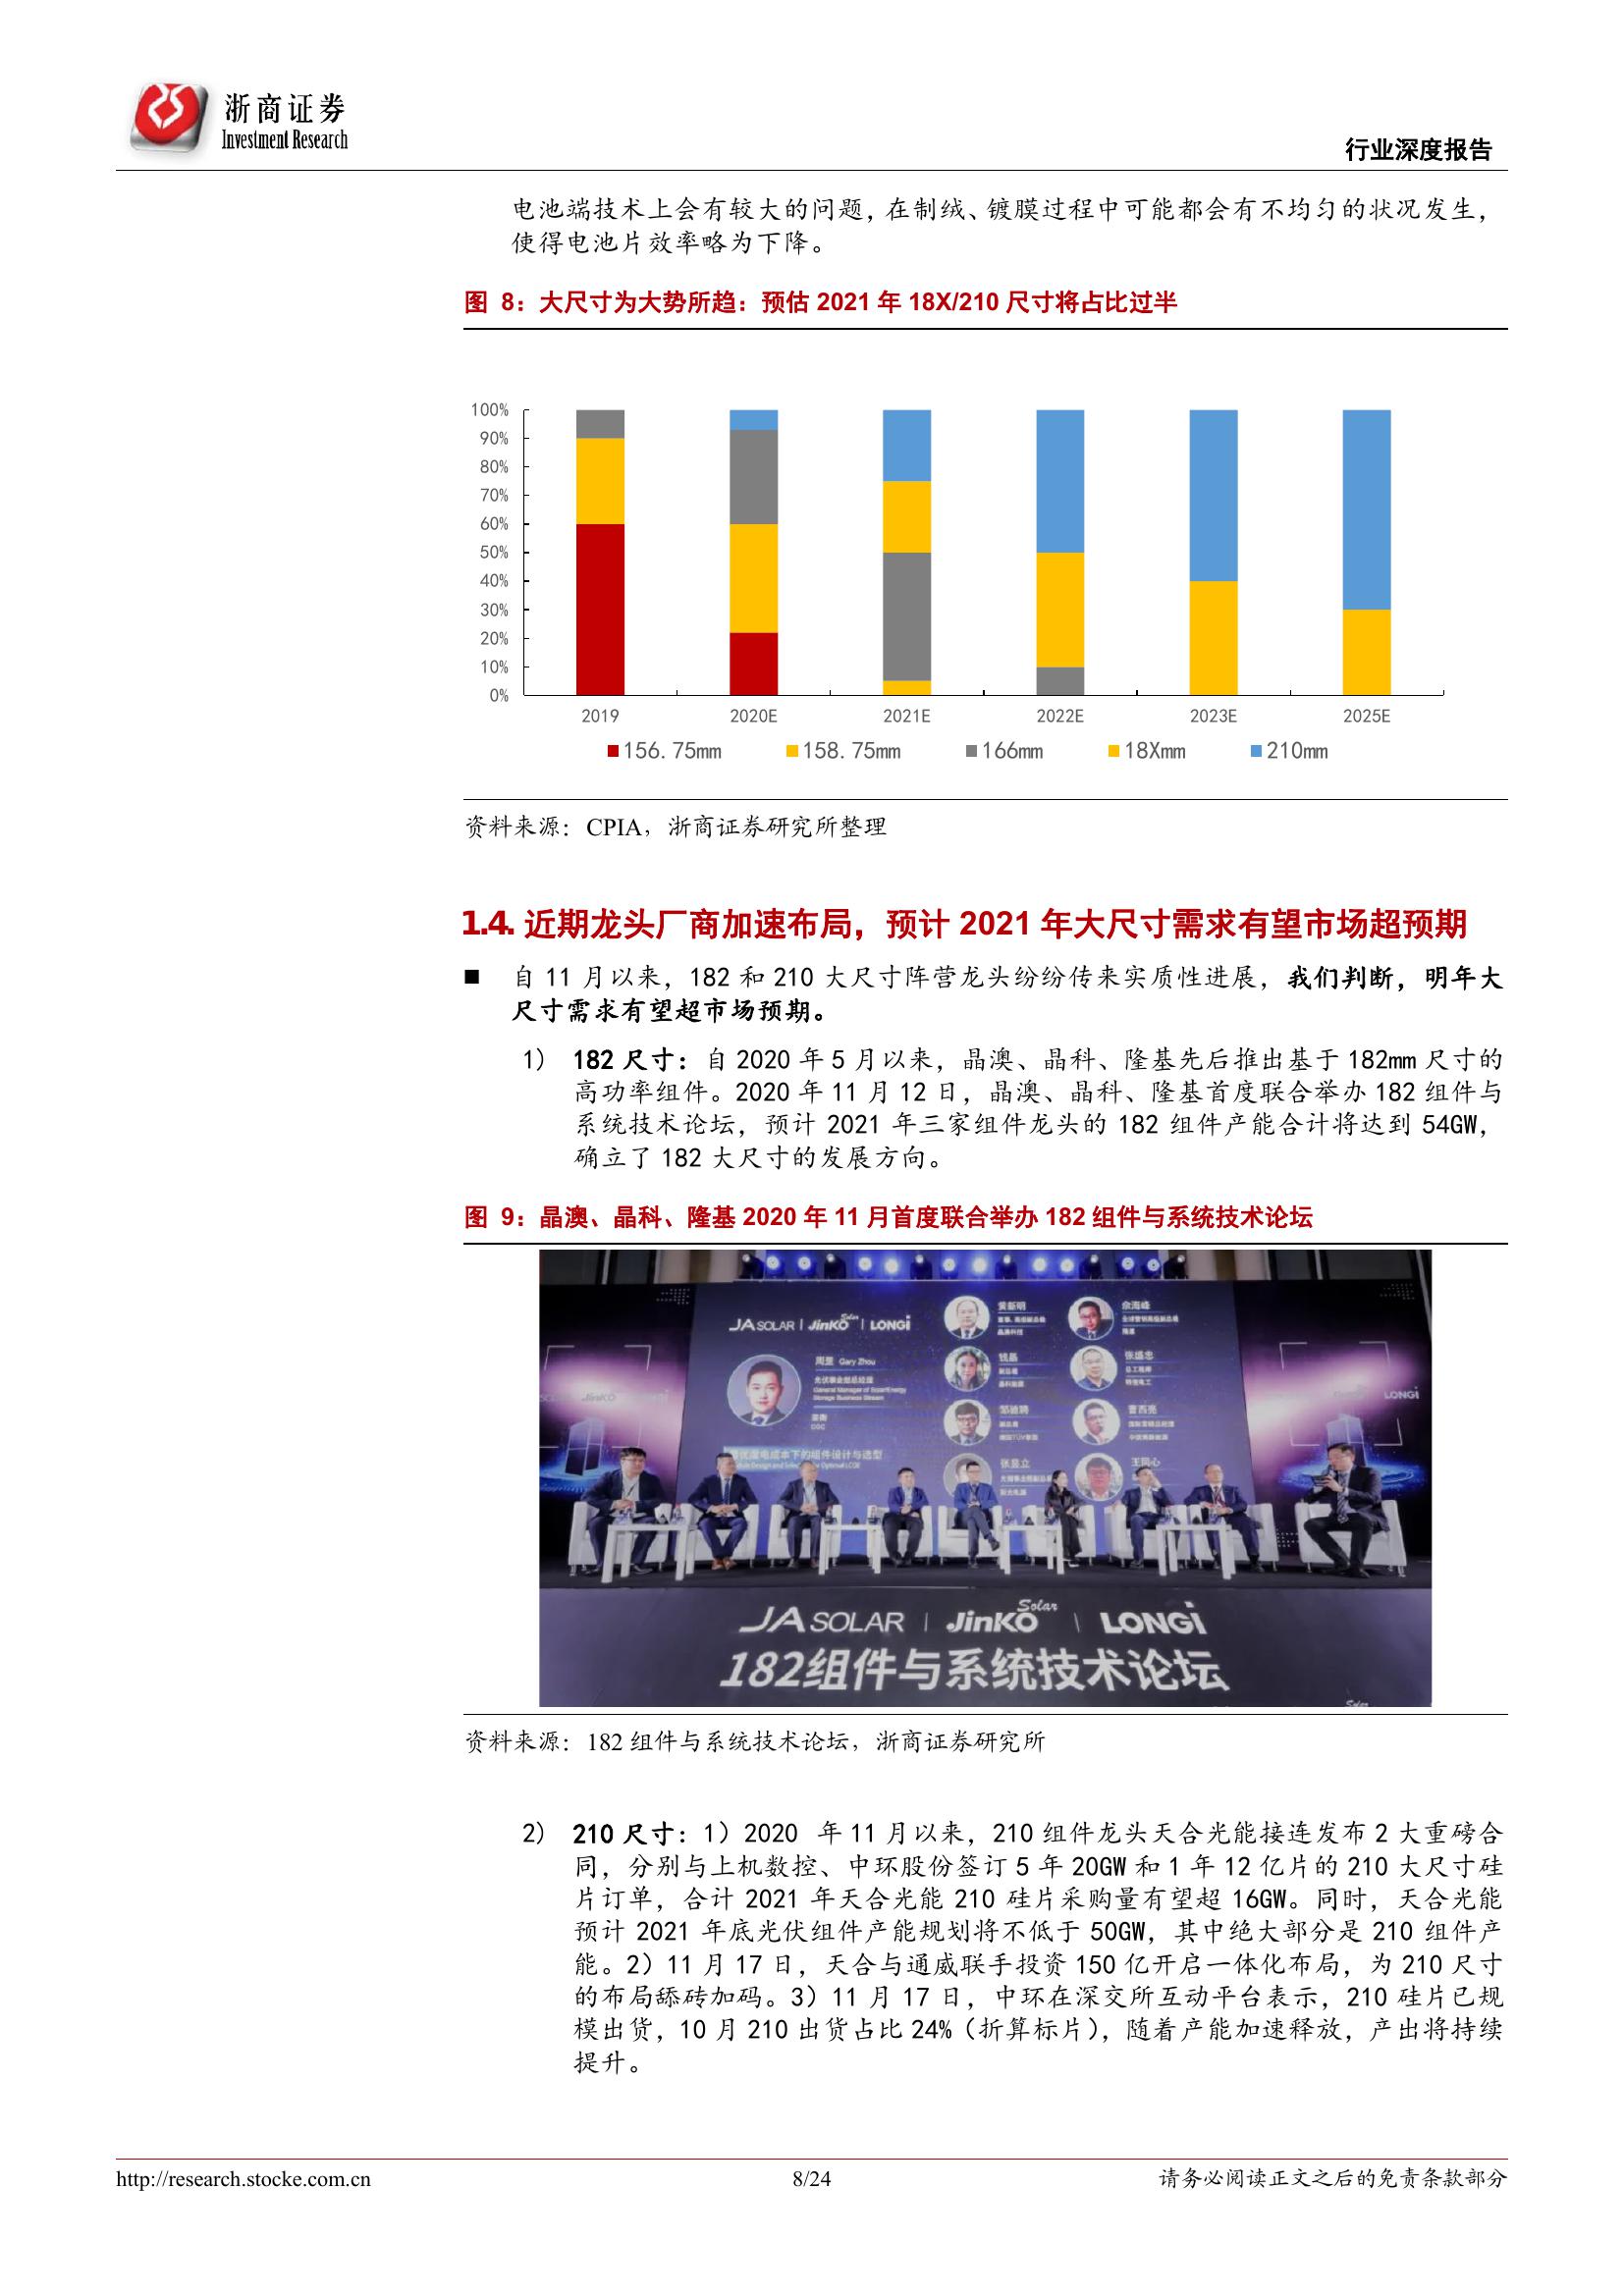 浙商证券
Investment Research
行业深度报告
电池端技术上会有较大的问题，在制绒、镀膜过程中可能都会有不均匀的状况发生，
使得电池片效率略为下降。
图 8：大尺寸为大势所趋：预估 2021 年 18X/210 尺寸将占比过半
100%
90%
80%
70%
60%
50%
40%
30%
20%
10%
0%
2019 2020E 2021E 2022E 2023E 2025E
156.75mm 158.75mm 166mm 18Xmm 210mm
资料来源：CPIA，浙商证券研究所整理
1.4. 近期龙头厂商加速布局，预计 2021 年大尺寸需求有望市场超预期
■ 自 11 月以来，182 和 210 大尺寸阵营龙头纷纷传来实质性进展，我们判断，明年大
尺寸需求有望超市场预期。
1) 182 尺寸：自 2020 年 5 月以来，晶澳、晶科、隆基先后推出基于 182mm 尺寸的
高功率组件。2020 年 11 月 12 日，晶澳、晶科、隆基首度联合举办 182 组件与
系统技术论坛，预计 2021 年三家组件龙头的 182 组件产能合计将达到 54GW，
确立了 182 大尺寸的发展方向。
图 9：晶澳、晶科、隆基 2020 年 11 月首度联合举办 182 组件与系统技术论坛
JA SOLAR | JinKO Solar | LONGi
黄新明
周至 Gary Zhou
JinKO
LONGi
张显立
JA SOLAR | JinKO Solar | LONGi
182组件与系统技术论坛
Solar
资料来源：182 组件与系统技术论坛，浙商证券研究所
2) 210 尺寸：1）2020 年 11 月以来，210 组件龙头天合光能接连发布 2 大重磅合
同，分别与上机数控、中环股份签订 5 年 20GW 和 1 年 12 亿片的 210 大尺寸硅
片订单，合计 2021 年天合光能 210 硅片采购量有望超 16GW。同时，天合光能
预计 2021 年底光伏组件产能规划将不低于 50GW，其中绝大部分是 210 组件产
能。2）11 月 17 日，天合与通威联手投资 150 亿开启一体化布局，为 210 尺寸
的布局舔砖加码。3）11 月 17 日，中环在深交所互动平台表示，210 硅片已规
模出货，10 月 210 出货占比 24%（折算标片），随着产能加速释放，产出将持续
提升。
http://research.stocke.com.cn
8/24
请务必阅读正文之后的免责条款部分